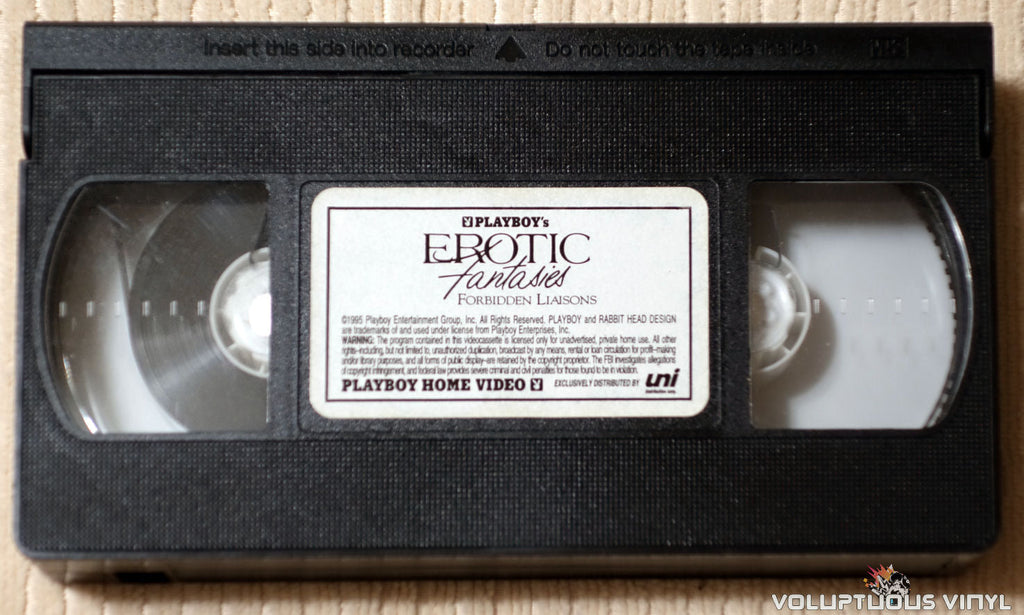 Insert this side into recorder Do not touch the tape inside VHS
PLAYBOY's
EROTIC
fantasies
FORBIDDEN LIAISONS
©1995 Playboy Entertainment Group, Inc. All Rights Reserved. PLAYBOY and RABBIT HEAD DESIGN
are trademarks of and used under license from Playboy Enterprises, Inc.
WARNING: The program contained in this videocassette is licensed only for unauthorized, private home use. All other
rights-including, but not limited to, unauthorized duplication, broadcast by any means, rental or loan circulation for profit-making
and/or library purposes, and all forms of public display-are retained by the copyright proprietor. The FBI investigates allegations
of copyright infringement, and federal law provides severe criminal and civil penalties for those found to be in violation.
PLAYBOY HOME VIDEO EXCLUSIVELY DISTRIBUTED BY uni
distribution corp.
VOLUPTUOUS VINYL